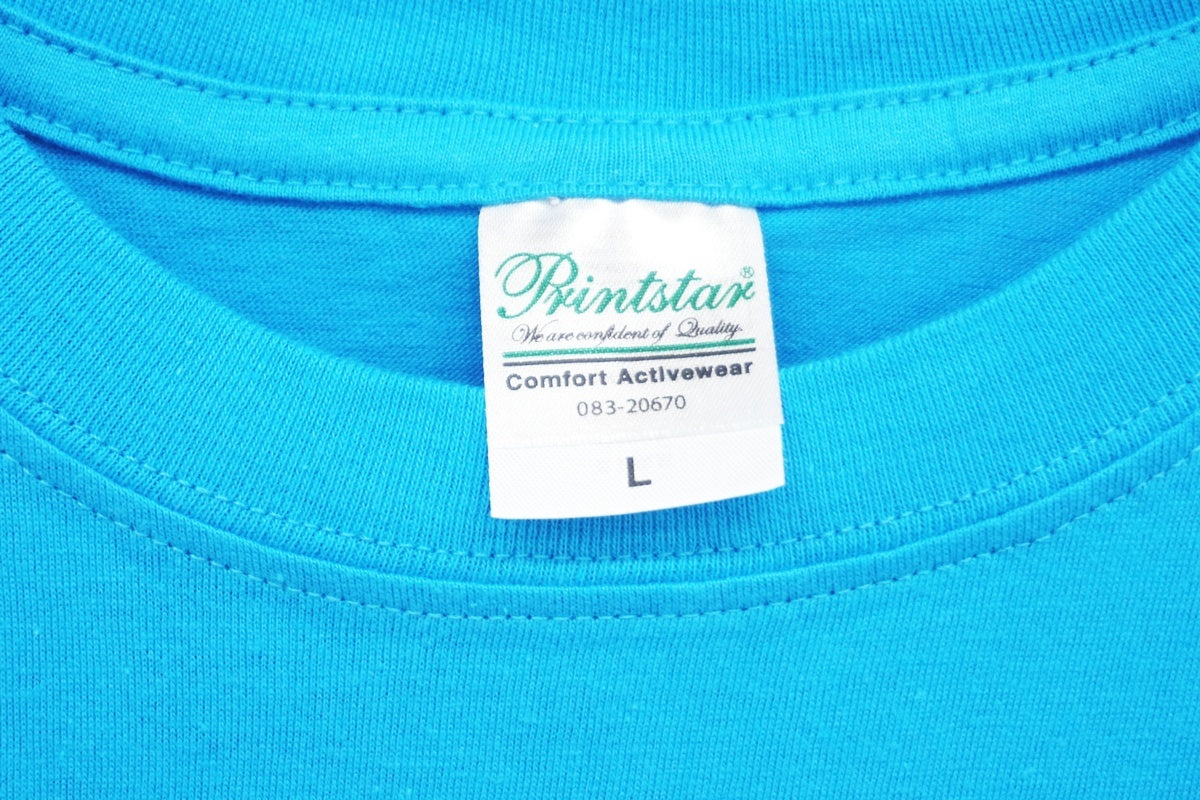 Printstar®
We are confident of Quality.
Comfort Activewear
083-20670
L